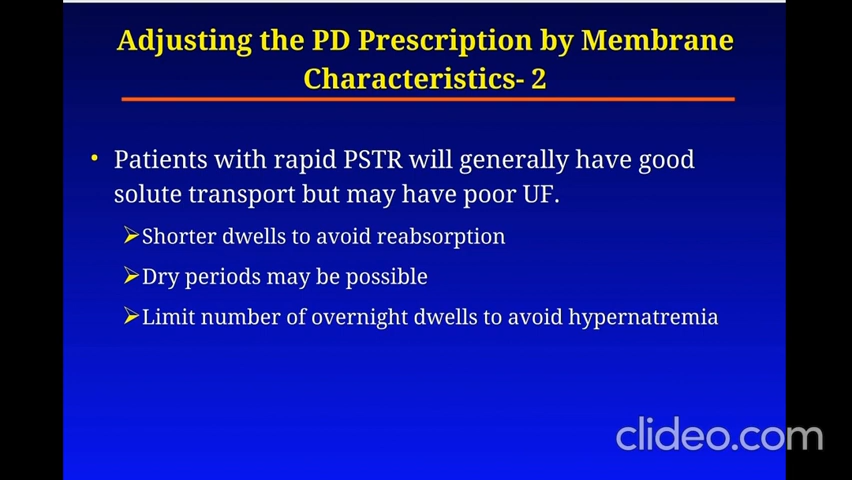 Adjusting the PD Prescription by Membrane
Characteristics- 2
• Patients with rapid PSTR will generally have good
solute transport but may have poor UF.
➢Shorter dwells to avoid reabsorption
➢Dry periods may be possible
➢Limit number of overnight dwells to avoid hypernatremia
clideo.com